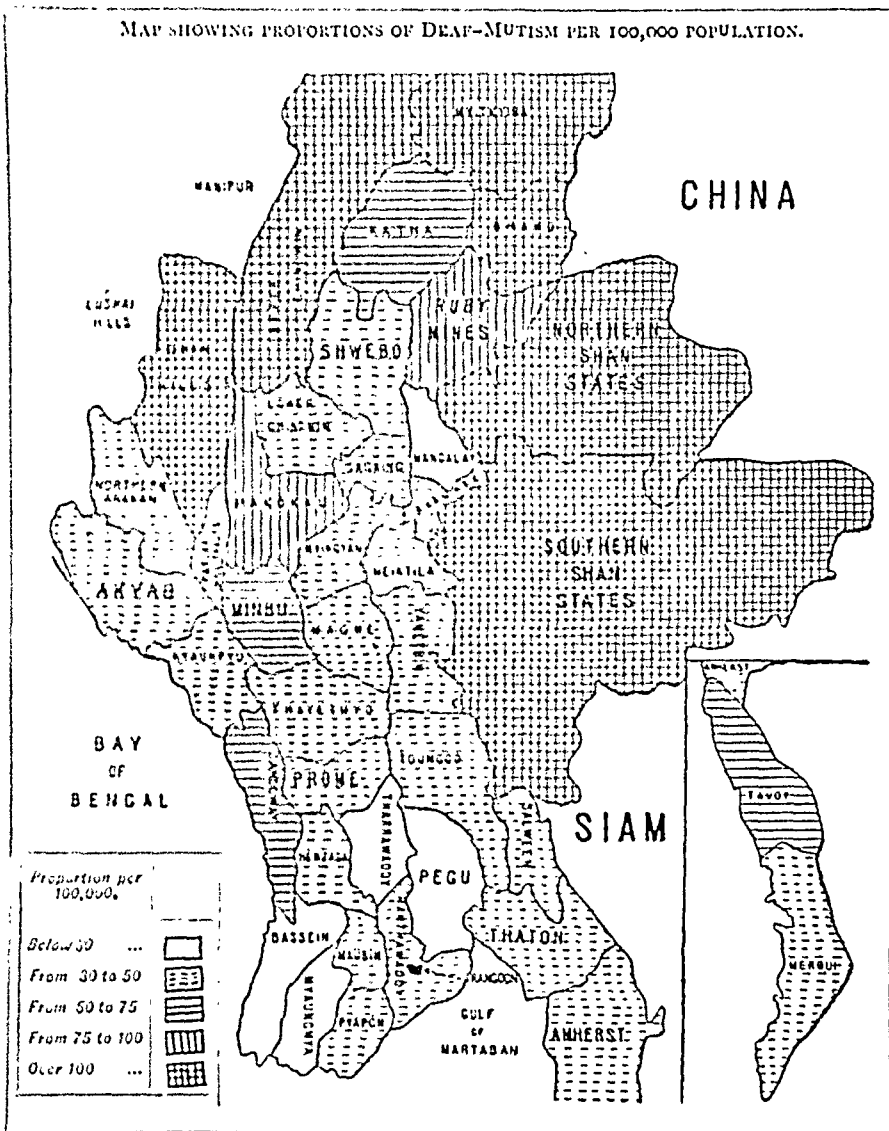 MAP SHOWING PROPORTIONS OF DEAF-MUTISM PER 100,000 POPULATION.
MANIPUR
CHINA
KATHA
LUSHAI
HILLS
RUBY
MINES
NORTHERN
SHAN
STATES
SHWEBO
LOWER
CHINDWIN
SAGAING
MANDALAY
NORTHERN
ARAKAN
PAKOKKU
MYINGYAN
MEIKTILA
SOUTHERN
SHAN
STATES
AKYAB
MINBU
MAGWE
KYAUKPYU
THAYETMYO
AMHERST
BAY
OF
BENGAL
PROME
TOUNGOO
TAVOY
THARRAWADDY
SALWEEN
SIAM
HENZADA
PEGU
Proportion per
100,000.
BASSEIN
MAUBIN
THATON
MERGUI
HANTHAWADDY
RANGOON
MYAUNGMYA
PYAPON
GULF
OF
MARTABAN
AMHERST
Below 30 ...
From 30 to 50
From 50 to 75
From 75 to 100
Over 100 ...